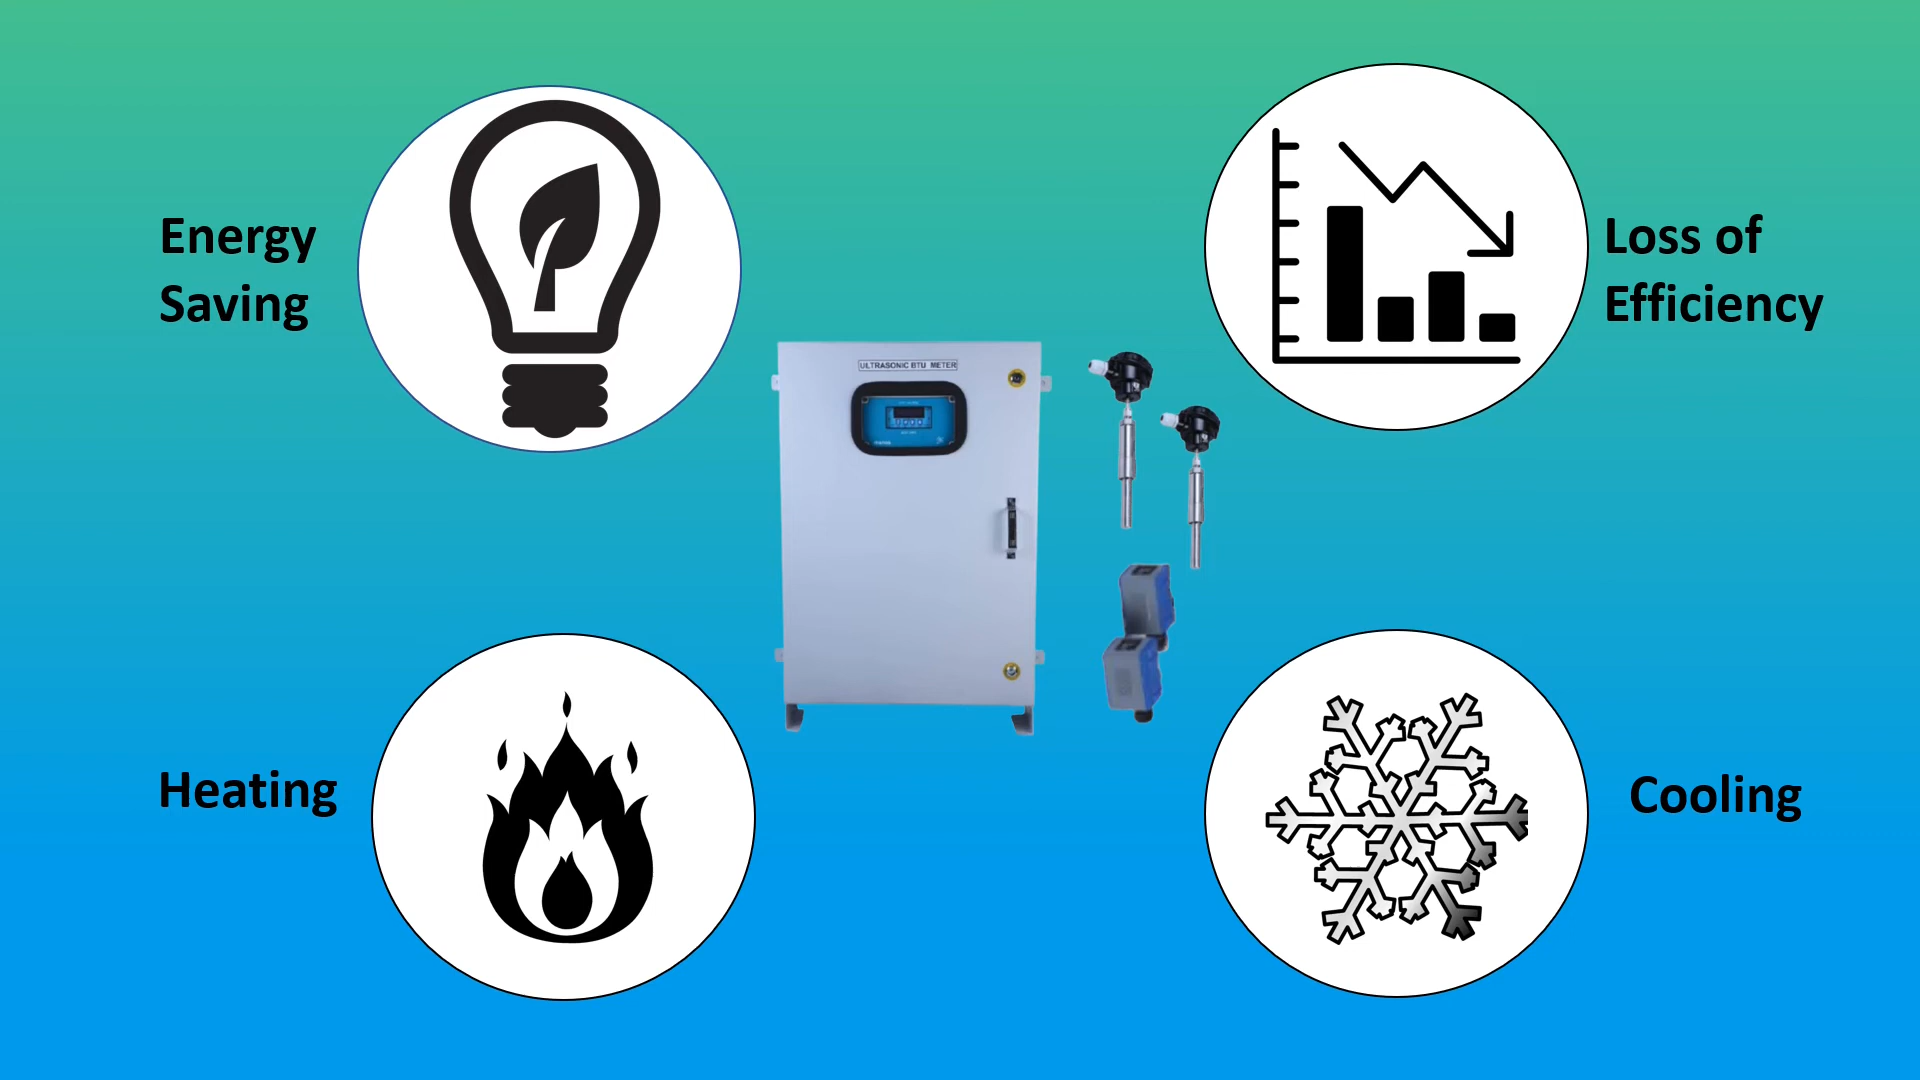 Energy
Saving
Loss of
Efficiency
ULTRASONIC BTU METER
Heating
Cooling